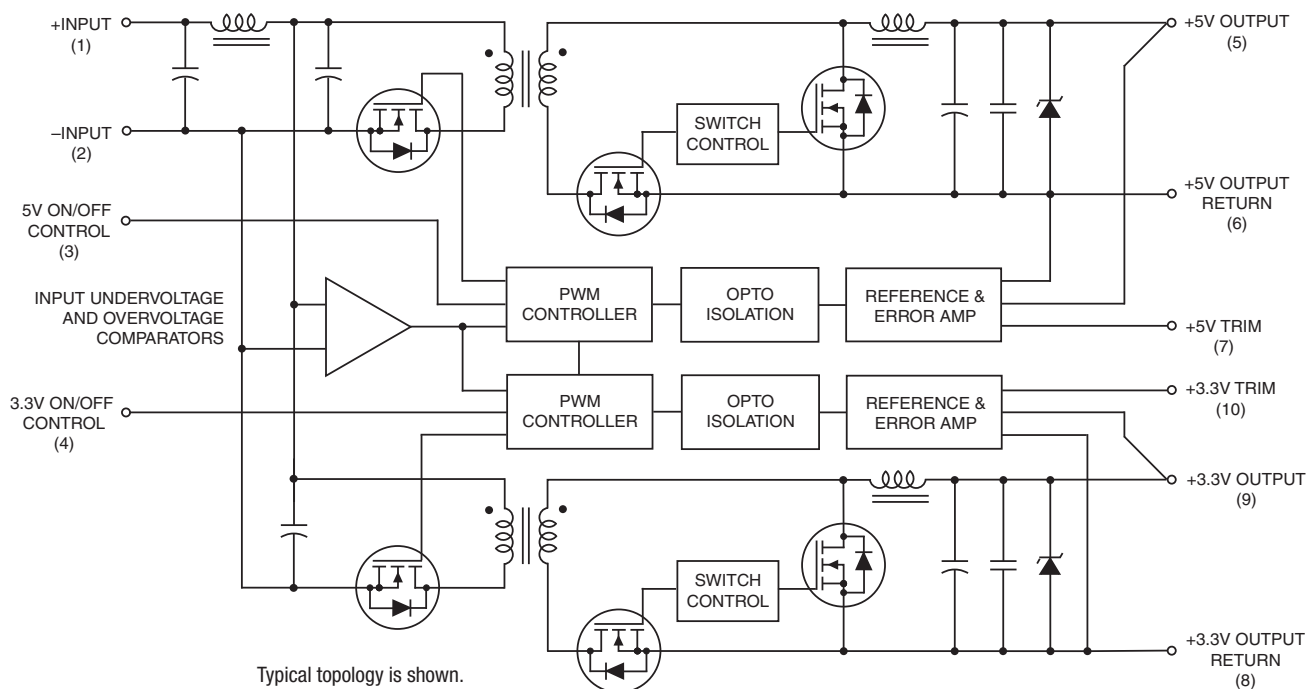 +INPUT
(1)
–INPUT
(2)
5V ON/OFF
CONTROL
(3)
INPUT UNDERVOLTAGE
AND OVERVOLTAGE
COMPARATORS
3.3V ON/OFF
CONTROL
(4)
SWITCH
CONTROL
PWM
CONTROLLER
OPTO
ISOLATION
REFERENCE &
ERROR AMP
PWM
CONTROLLER
OPTO
ISOLATION
REFERENCE &
ERROR AMP
SWITCH
CONTROL
+5V OUTPUT
(5)
+5V OUTPUT
RETURN
(6)
+5V TRIM
(7)
+3.3V TRIM
(10)
+3.3V OUTPUT
(9)
+3.3V OUTPUT
RETURN
(8)
Typical topology is shown.